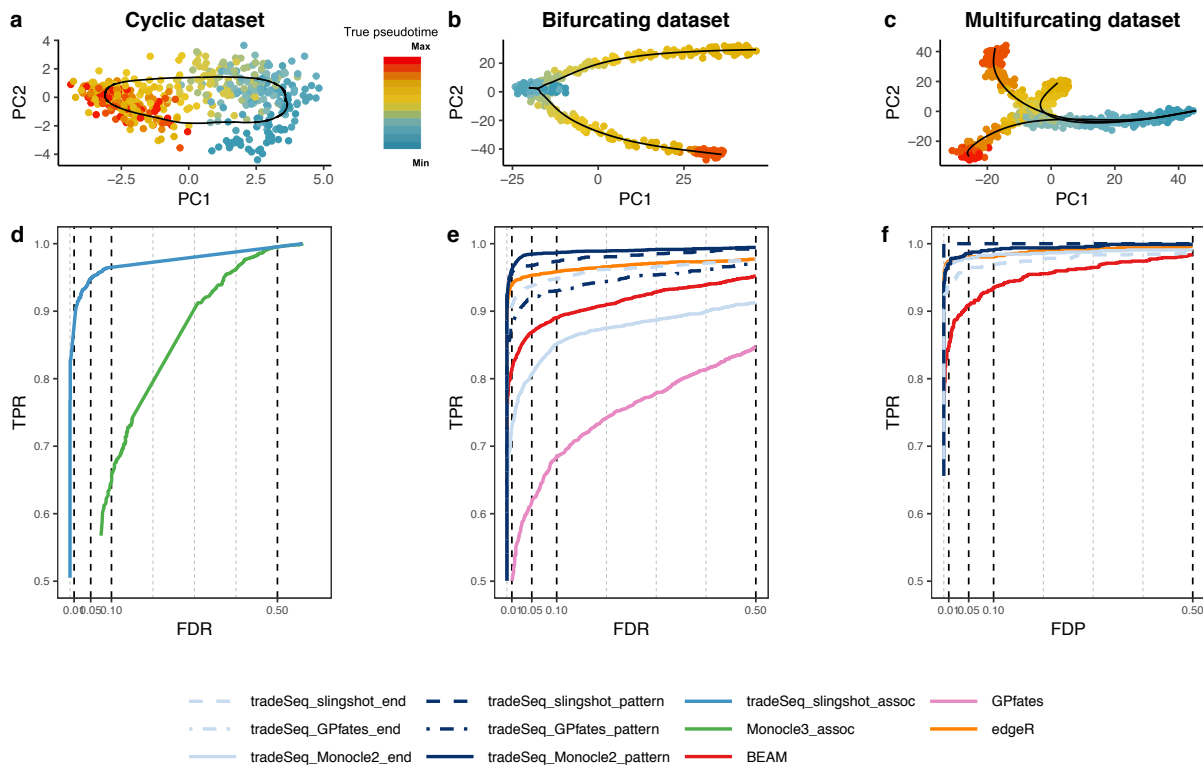 a
Cyclic dataset
True pseudotime
Max
Min
b
Bifurcating dataset
c
Multifurcating dataset
PC2
4
2
0
−2
−4
−2.5
0.0
2.5
5.0
PC1
PC2
20
0
−20
−40
−25
0
25
PC1
PC2
40
20
0
−20
−20
0
20
40
PC1
d
TPR
1.0
0.9
0.8
0.7
0.6
0.5
0.01
0.05
0.10
0.50
FDR
e
TPR
1.0
0.9
0.8
0.7
0.6
0.5
0.01
0.05
0.10
0.50
FDR
f
TPR
1.0
0.9
0.8
0.7
0.6
0.5
0.01
0.05
0.10
0.50
FDP
tradeSeq_slingshot_end
tradeSeq_slingshot_pattern
tradeSeq_slingshot_assoc
GPfates
tradeSeq_GPfates_end
tradeSeq_GPfates_pattern
Monocle3_assoc
edgeR
tradeSeq_Monocle2_end
tradeSeq_Monocle2_pattern
BEAM